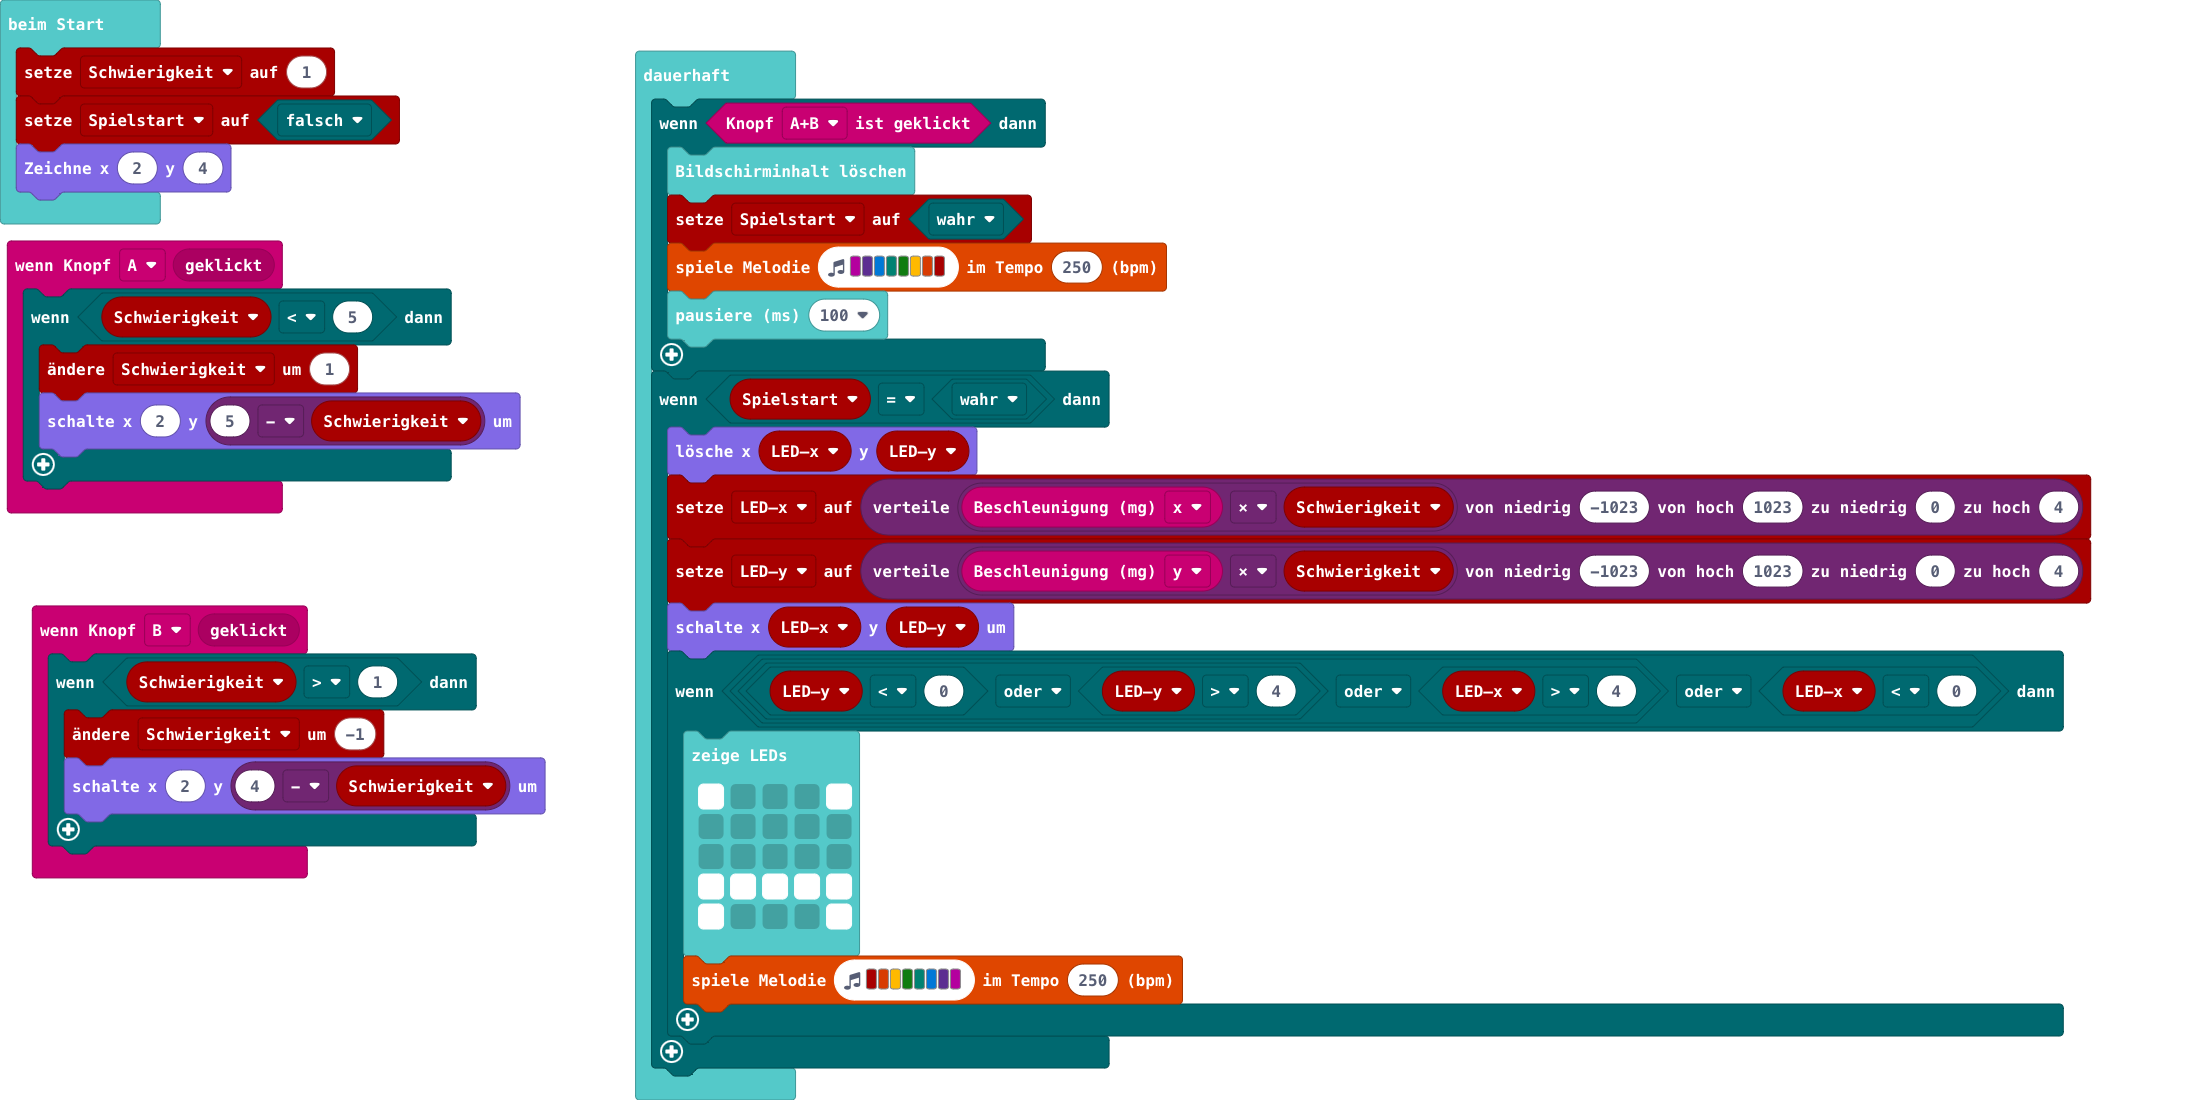 beim Start
setze Schwierigkeit auf 1
setze Spielstart auf falsch
Zeichne x 2 y 4
wenn Knopf A geklickt
wenn Schwierigkeit < 5 dann
ändere Schwierigkeit um 1
schalte x 2 y 5 - Schwierigkeit um
wenn Knopf B geklickt
wenn Schwierigkeit > 1 dann
ändere Schwierigkeit um -1
schalte x 2 y 4 - Schwierigkeit um
dauerhaft
wenn Knopf A+B ist geklickt dann
Bildschirminhalt löschen
setze Spielstart auf wahr
spiele Melodie im Tempo 250 (bpm)
pausiere (ms) 100
wenn Spielstart = wahr dann
lösche x LED-x y LED-y
setze LED-x auf verteile Beschleunigung (mg) x × Schwierigkeit von niedrig -1023 von hoch 1023 zu niedrig 0 zu hoch 4
setze LED-y auf verteile Beschleunigung (mg) y × Schwierigkeit von niedrig -1023 von hoch 1023 zu niedrig 0 zu hoch 4
schalte x LED-x y LED-y um
wenn LED-y < 0 oder LED-y > 4 oder LED-x > 4 oder LED-x < 0 dann
zeige LEDs
spiele Melodie im Tempo 250 (bpm)